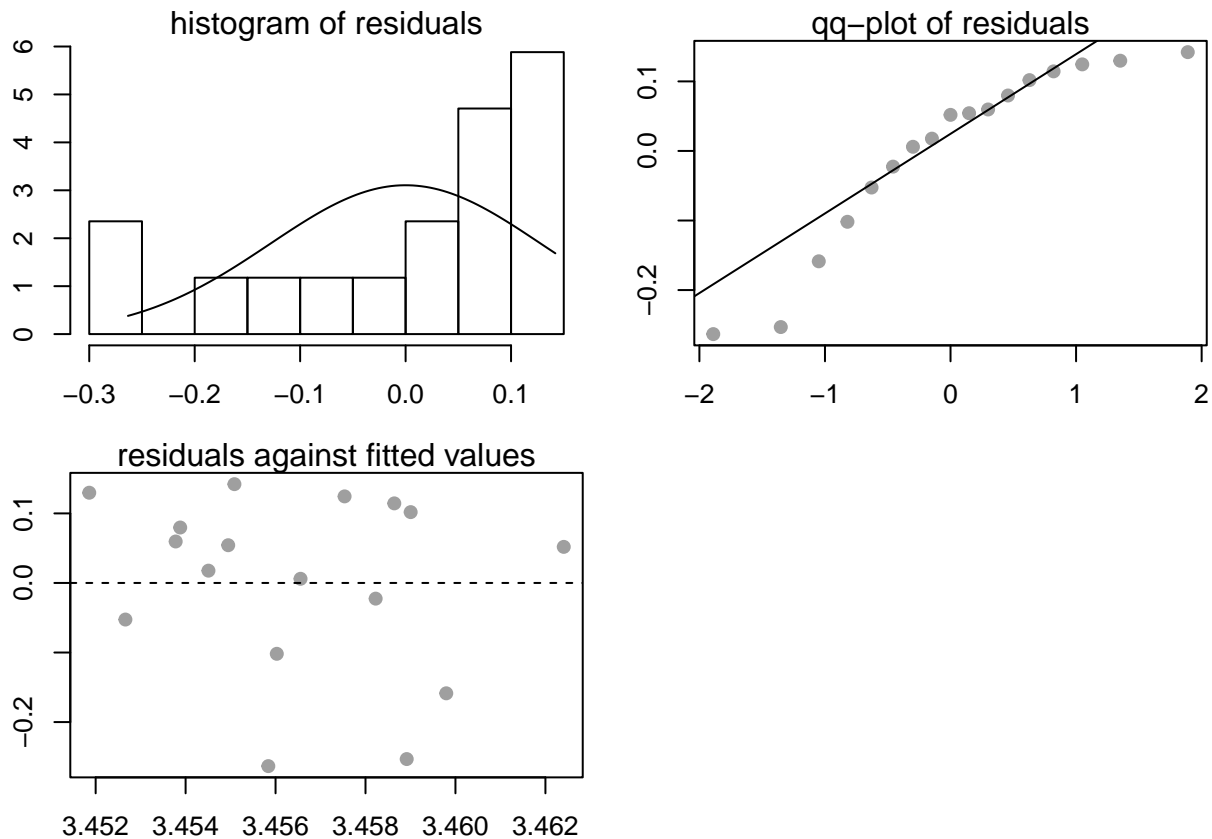 histogram of residuals
6
5
4
3
2
1
0
−0.3 −0.2 −0.1 0.0 0.1
qq−plot of residuals
0.1
0.0
−0.2
−2 −1 0 1 2
residuals against fitted values
0.1
0.0
−0.2
3.452 3.454 3.456 3.458 3.460 3.462